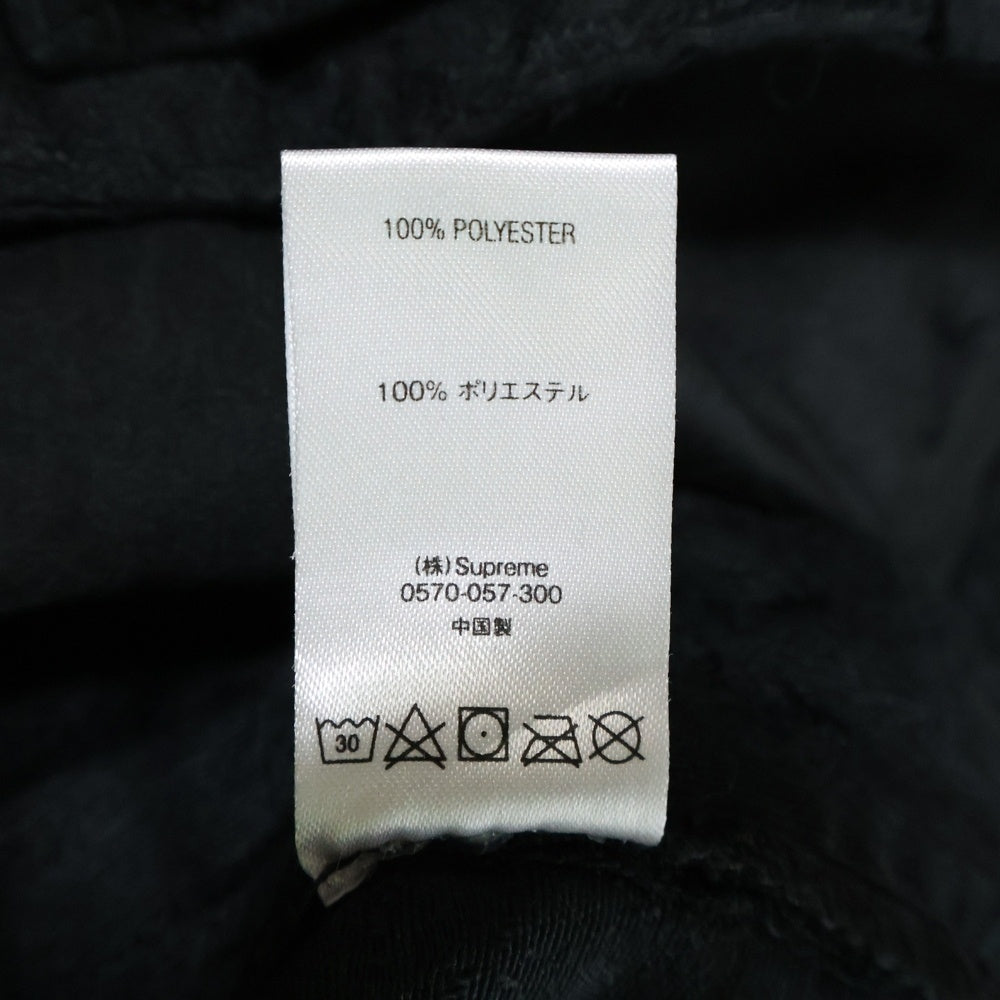 100% POLYESTER
100% ポリエステル
(株)Supreme
0570-057-300
中国製
30